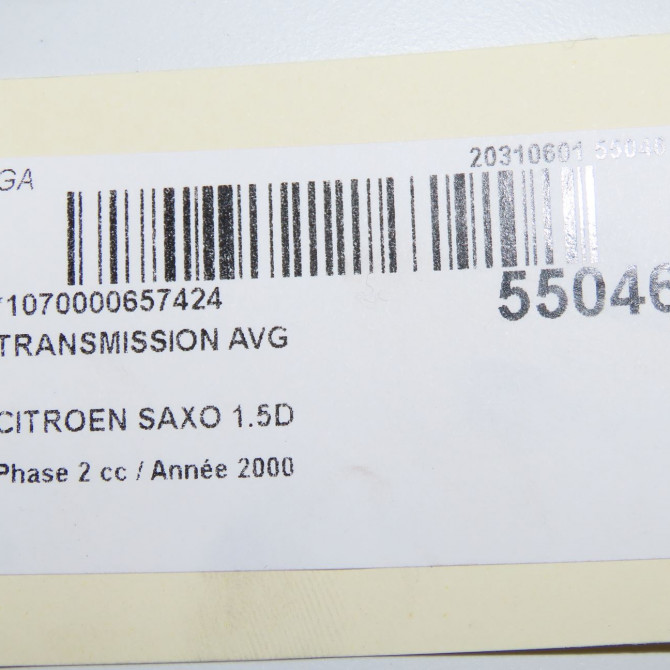 GA
20310601 55046
*1070000657424
55046
TRANSMISSION AVG
CITROEN SAXO 1.5D
Phase 2 cc / Année 2000